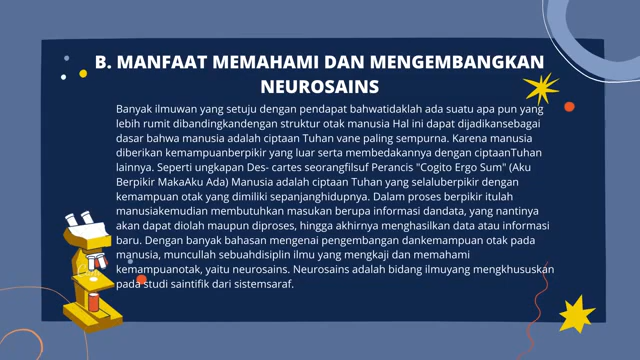 B. MANFAAT MEMAHAMI DAN MENGEMBANGKAN
NEUROSAINS
Banyak ilmuwan yang setuju dengan pendapat bahwatidaklah ada suatu apa pun yang
lebih rumit dibandingkandengan struktur otak manusia Hal ini dapat dijadikansebagai
dasar bahwa manusia adalah ciptaan Tuhan vane paling sempurna. Karena manusia
diberikan kemampuanberpikir yang luar serta membedakannya dengan ciptaanTuhan
lainnya. Seperti ungkapan Des- cartes seorangfilsuf Perancis "Cogito Ergo Sum" (Aku
Berpikir MakaAku Ada) Manusia adalah ciptaan Tuhan yang selaluberpikir dengan
kemampuan otak yang dimiliki sepanjanghidupnya. Dalam proses berpikir itulah
manusiakemudian membutuhkan masukan berupa informasi dandata, yang nantinya
akan dapat diolah maupun diproses, hingga akhirnya menghasilkan data atau informasi
baru. Dengan banyak bahasan mengenai pengembangan dankemampuan otak pada
manusia, muncullah sebuahdisiplin ilmu yang mengkaji dan memahami
kemampuanotak, yaitu neurosains. Neurosains adalah bidang ilmuyang mengkhususkan
pada studi saintifik dari sistemsaraf.